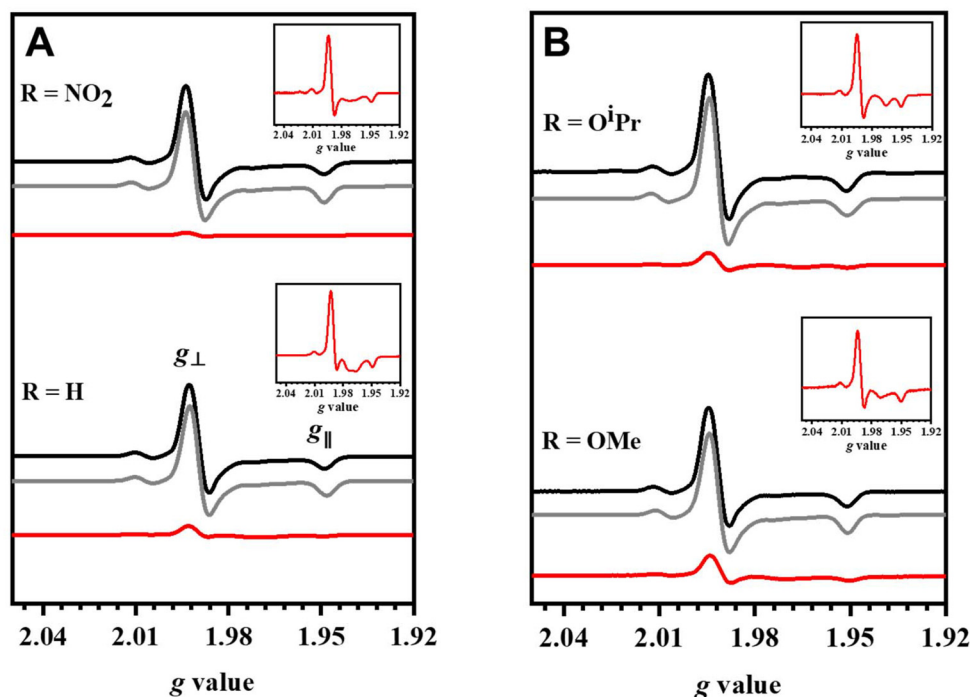 A
R = NO2
2.04 2.01 1.98 1.95 1.92
g value
g⊥
R = H
g∥
2.04 2.01 1.98 1.95 1.92
g value
2.04 2.01 1.98 1.95 1.92
g value
B
R = OiPr
2.04 2.01 1.98 1.95 1.92
g value
R = OMe
2.04 2.01 1.98 1.95 1.92
g value
2.04 2.01 1.98 1.95 1.92
g value